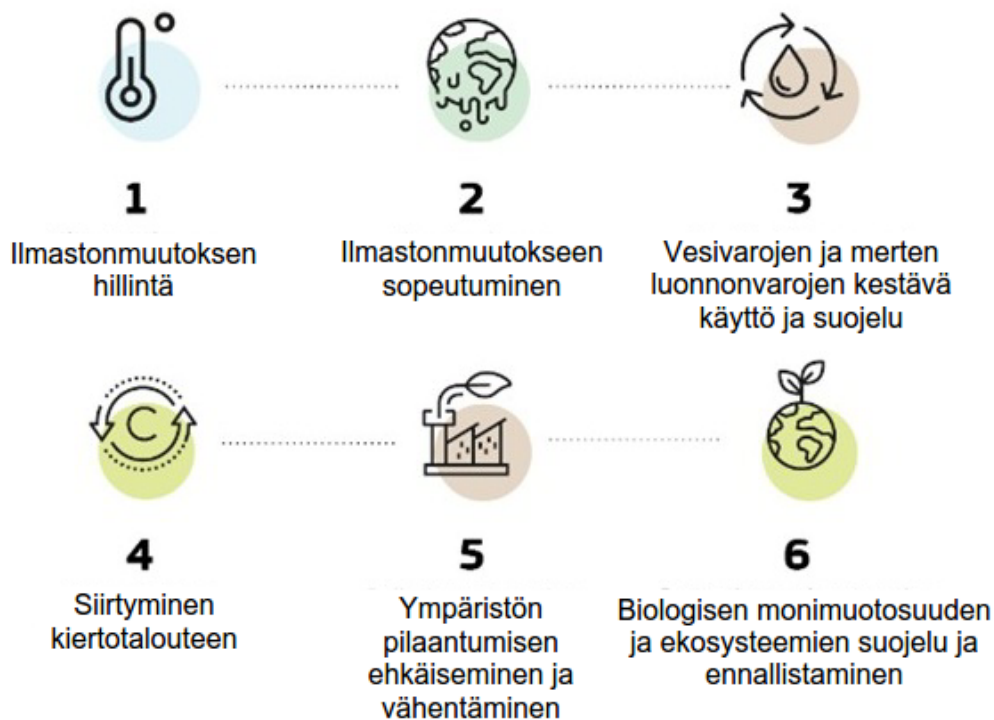 1
Ilmastonmuutoksen
hillintä
2
Ilmastonmuutokseen
sopeutuminen
3
Vesivarojen ja merten
luonnonvarojen kestävä
käyttö ja suojelu
C
4
Siirtyminen
kiertotalouteen
5
Ympäristön
pilaantumisen
ehkäiseminen ja
vähentäminen
6
Biologisen monimuotosuuden
ja ekosysteemien suojelu ja
ennallistaminen